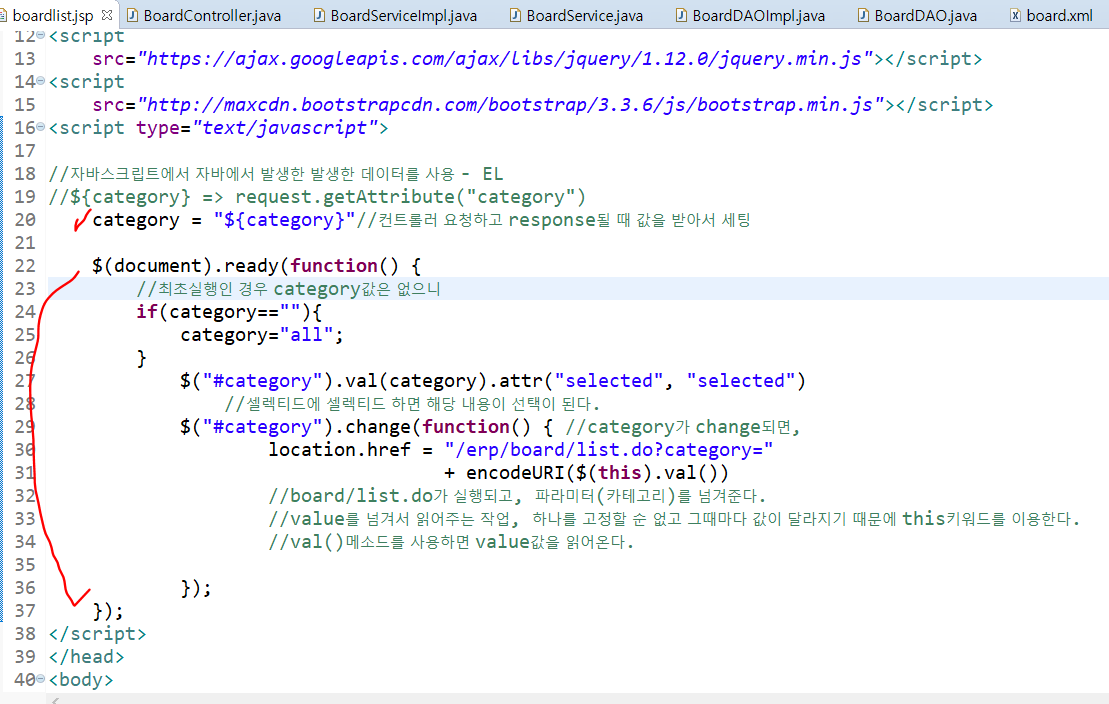 boardlist.jsp BoardController.java BoardServiceImpl.java BoardService.java BoardDAOImpl.java BoardDAO.java board.xml
12 <script
13 src="https://ajax.googleapis.com/ajax/libs/jquery/1.12.0/jquery.min.js"></script>
14 <script
15 src="http://maxcdn.bootstrapcdn.com/bootstrap/3.3.6/js/bootstrap.min.js"></script>
16 <script type="text/javascript">
17
18 //자바스크립트에서 자바에서 발생한 발생한 데이터를 사용 - EL
19 //${category} => request.getAttribute("category")
20 category = "${category}"//컨트롤러 요청하고 response될 때 값을 받아서 세팅
21
22 $(document).ready(function() {
23 //최초실행인 경우 category값은 없으니
24 if(category==""){
25 category="all";
26 }
27 $("#category").val(category).attr("selected", "selected")
28 //셀렉티드에 셀렉티드 하면 해당 내용이 선택이 된다.
29 $("#category").change(function() { //category가 change되면,
30 location.href = "/erp/board/list.do?category="
31 + encodeURI($(this).val())
32 //board/list.do가 실행되고, 파라미터(카테고리)를 넘겨준다.
33 //value를 넘겨서 읽어주는 작업, 하나를 고정할 순 없고 그때마다 값이 달라지기 때문에 this키워드를 이용한다.
34 //val()메소드를 사용하면 value값을 읽어온다.
35
36 });
37 });
38 </script>
39 </head>
40 <body>